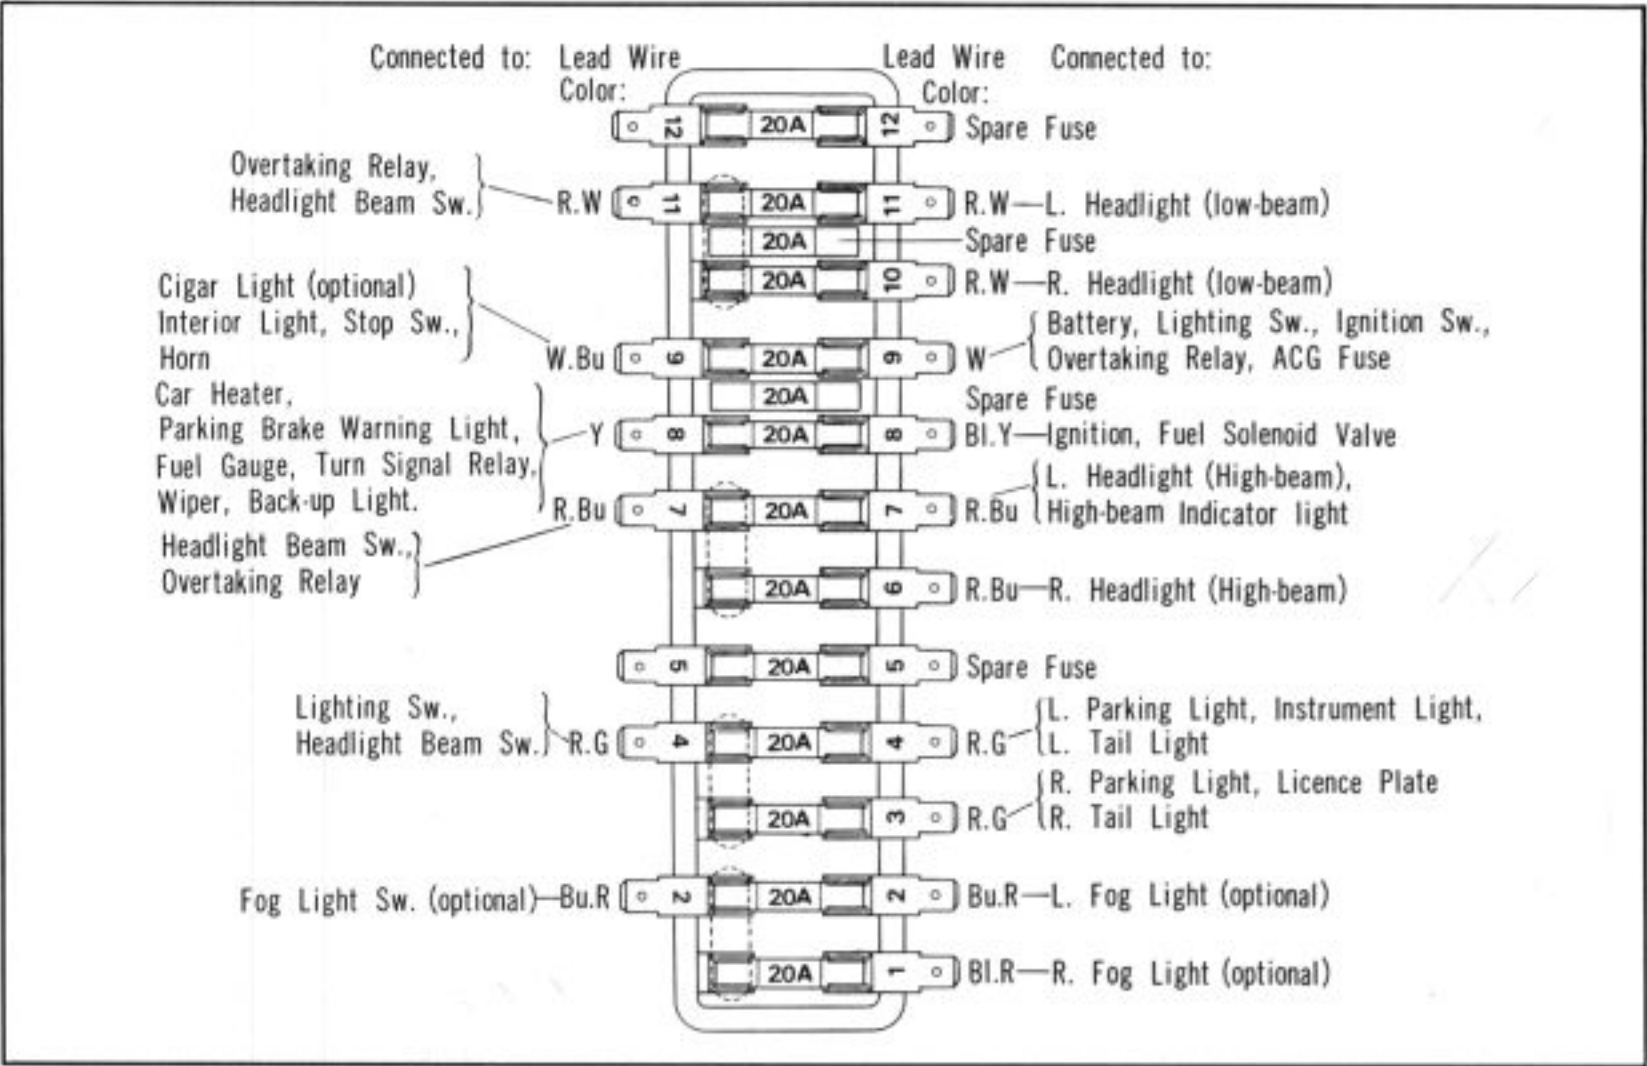 Connected to: Lead Wire Color: Lead Wire Color: Connected to:
12 20A 12 Spare Fuse
Overtaking Relay,
Headlight Beam Sw. R.W 11 20A 11 R.W L. Headlight (low-beam)
20A Spare Fuse
20A 10 R.W R. Headlight (low-beam)
Cigar Light (optional)
Interior Light, Stop Sw.,
Horn W.Bu 9 20A 9 W Battery, Lighting Sw., Ignition Sw.,
Overtaking Relay, ACG Fuse
20A Spare Fuse
Car Heater,
Parking Brake Warning Light,
Fuel Gauge, Turn Signal Relay,
Wiper, Back-up Light.
Y 8 20A 8 Bl.Y Ignition, Fuel Solenoid Valve
R.Bu 7 20A 7 R.Bu L. Headlight (High-beam),
High-beam Indicator light
Headlight Beam Sw.,
Overtaking Relay
20A 6 R.Bu R. Headlight (High-beam)
5 20A 5 Spare Fuse
Lighting Sw.,
Headlight Beam Sw. R.G 4 20A 4 R.G L. Parking Light, Instrument Light,
L. Tail Light
20A 3 R.G R. Parking Light, Licence Plate
R. Tail Light
Fog Light Sw. (optional) Bu.R 2 20A 2 Bu.R L. Fog Light (optional)
20A 1 Bl.R R. Fog Light (optional)